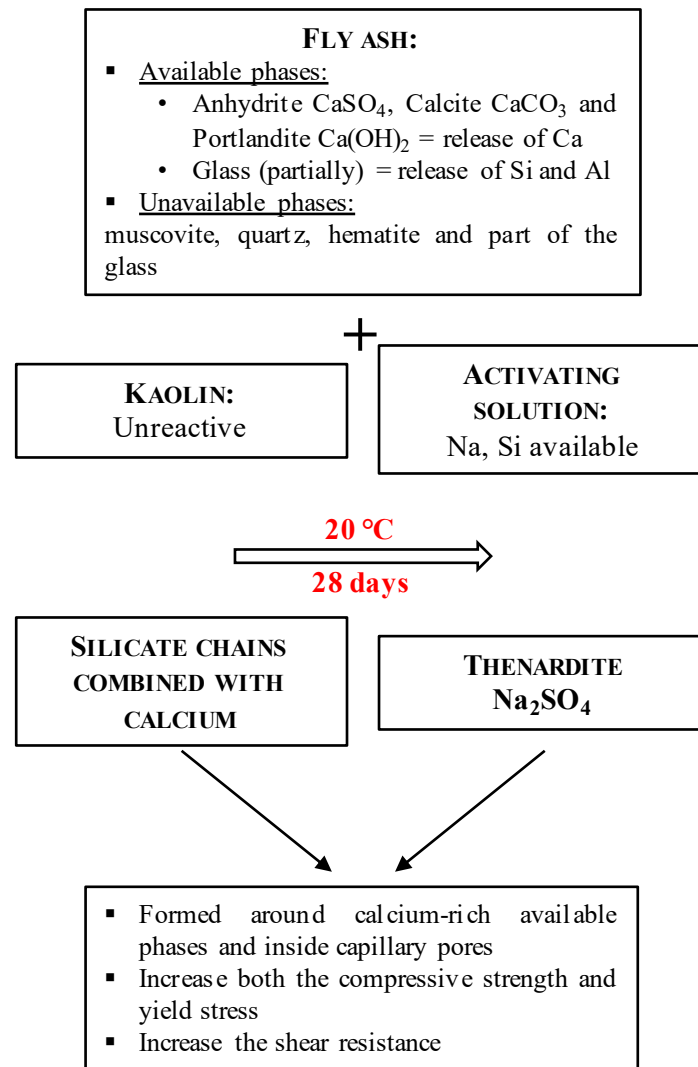 FLY ASH:
▪ Available phases:
• Anhydrite CaSO₄, Calcite CaCO₃ and
Portlandite Ca(OH)₂ = release of Ca
• Glass (partially) = release of Si and Al
▪ Unavailable phases:
muscovite, quartz, hematite and part of the
glass
+
KAOLIN:
Unreactive
ACTIVATING
SOLUTION:
Na, Si available
20 °C
28 days
SILICATE CHAINS
COMBINED WITH
CALCIUM
THENARDITE
Na₂SO₄
▪ Formed around calcium-rich available
phases and inside capillary pores
▪ Increase both the compressive strength and
yield stress
▪ Increase the shear resistance